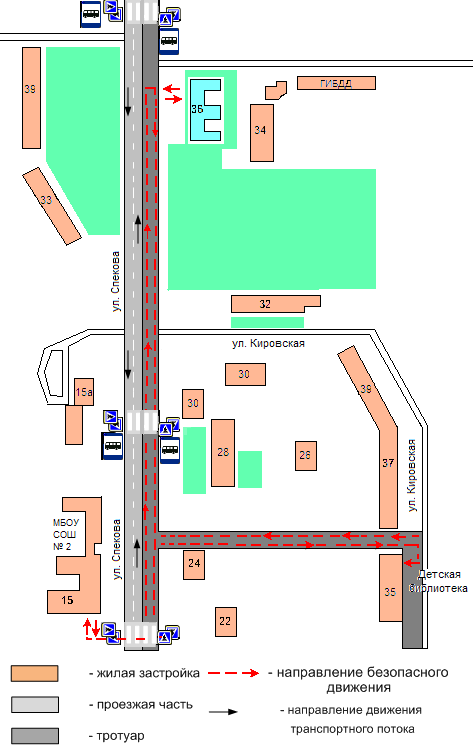 39
36
ГИБДД
34
33
ул. Спекова
32
ул. Кировская
30
39
15а
30
28
26
37
ул. Кировская
МБОУ
СОШ
№ 2
ул. Спекова
24
Детская
библиотека
15
35
22
- жилая застройка
- направление безопасного
движения
- проезжая часть
- направление движения
транспортного потока
- тротуар